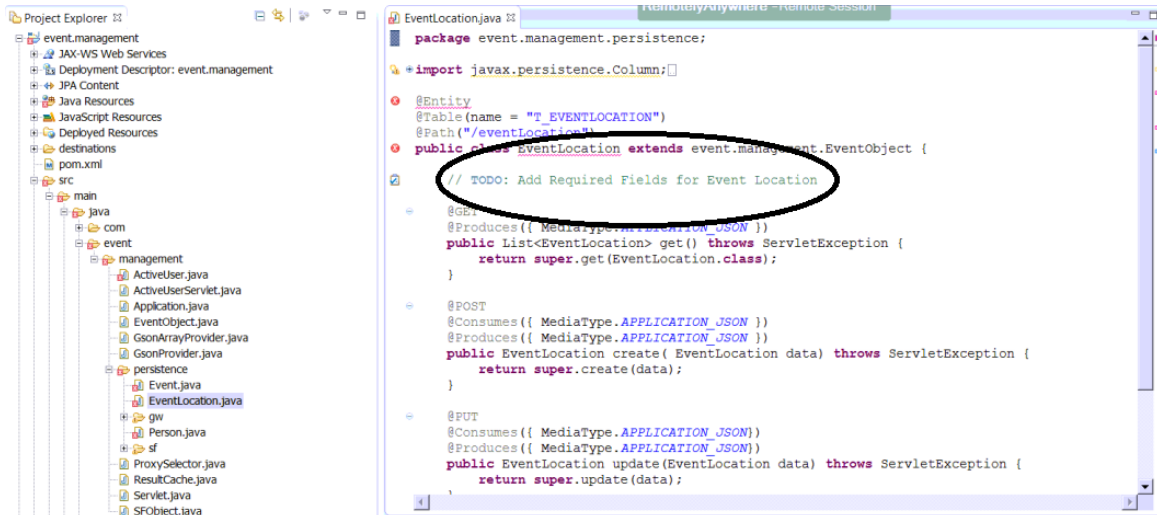 Project Explorer
event.management
JAX-WS Web Services
Deployment Descriptor: event.management
JPA Content
Java Resources
JavaScript Resources
Deployed Resources
destinations
pom.xml
src
main
java
com
event
management
ActiveUser.java
ActiveUserServlet.java
Application.java
EventObject.java
GsonArrayProvider.java
GsonProvider.java
persistence
Event.java
EventLocation.java
gw
Person.java
sf
ProxySelector.java
ResultCache.java
Servlet.java
SFObject.java
EventLocation.java
RemotelyAnywhere - Remote Session
package event.management.persistence;
import javax.persistence.Column;
@Entity
@Table(name = "T_EVENTLOCATION")
@Path("/eventLocation")
public class EventLocation extends event.management.EventObject {
// TODO: Add Required Fields for Event Location
@GET
@Produces({ MediaType.APPLICATION_JSON })
public List<EventLocation> get() throws ServletException {
return super.get(EventLocation.class);
}
@POST
@Consumes({ MediaType.APPLICATION_JSON })
@Produces({ MediaType.APPLICATION_JSON })
public EventLocation create( EventLocation data) throws ServletException {
return super.create(data);
}
@PUT
@Consumes({ MediaType.APPLICATION_JSON})
@Produces({ MediaType.APPLICATION_JSON})
public EventLocation update(EventLocation data) throws ServletException {
return super.update(data);